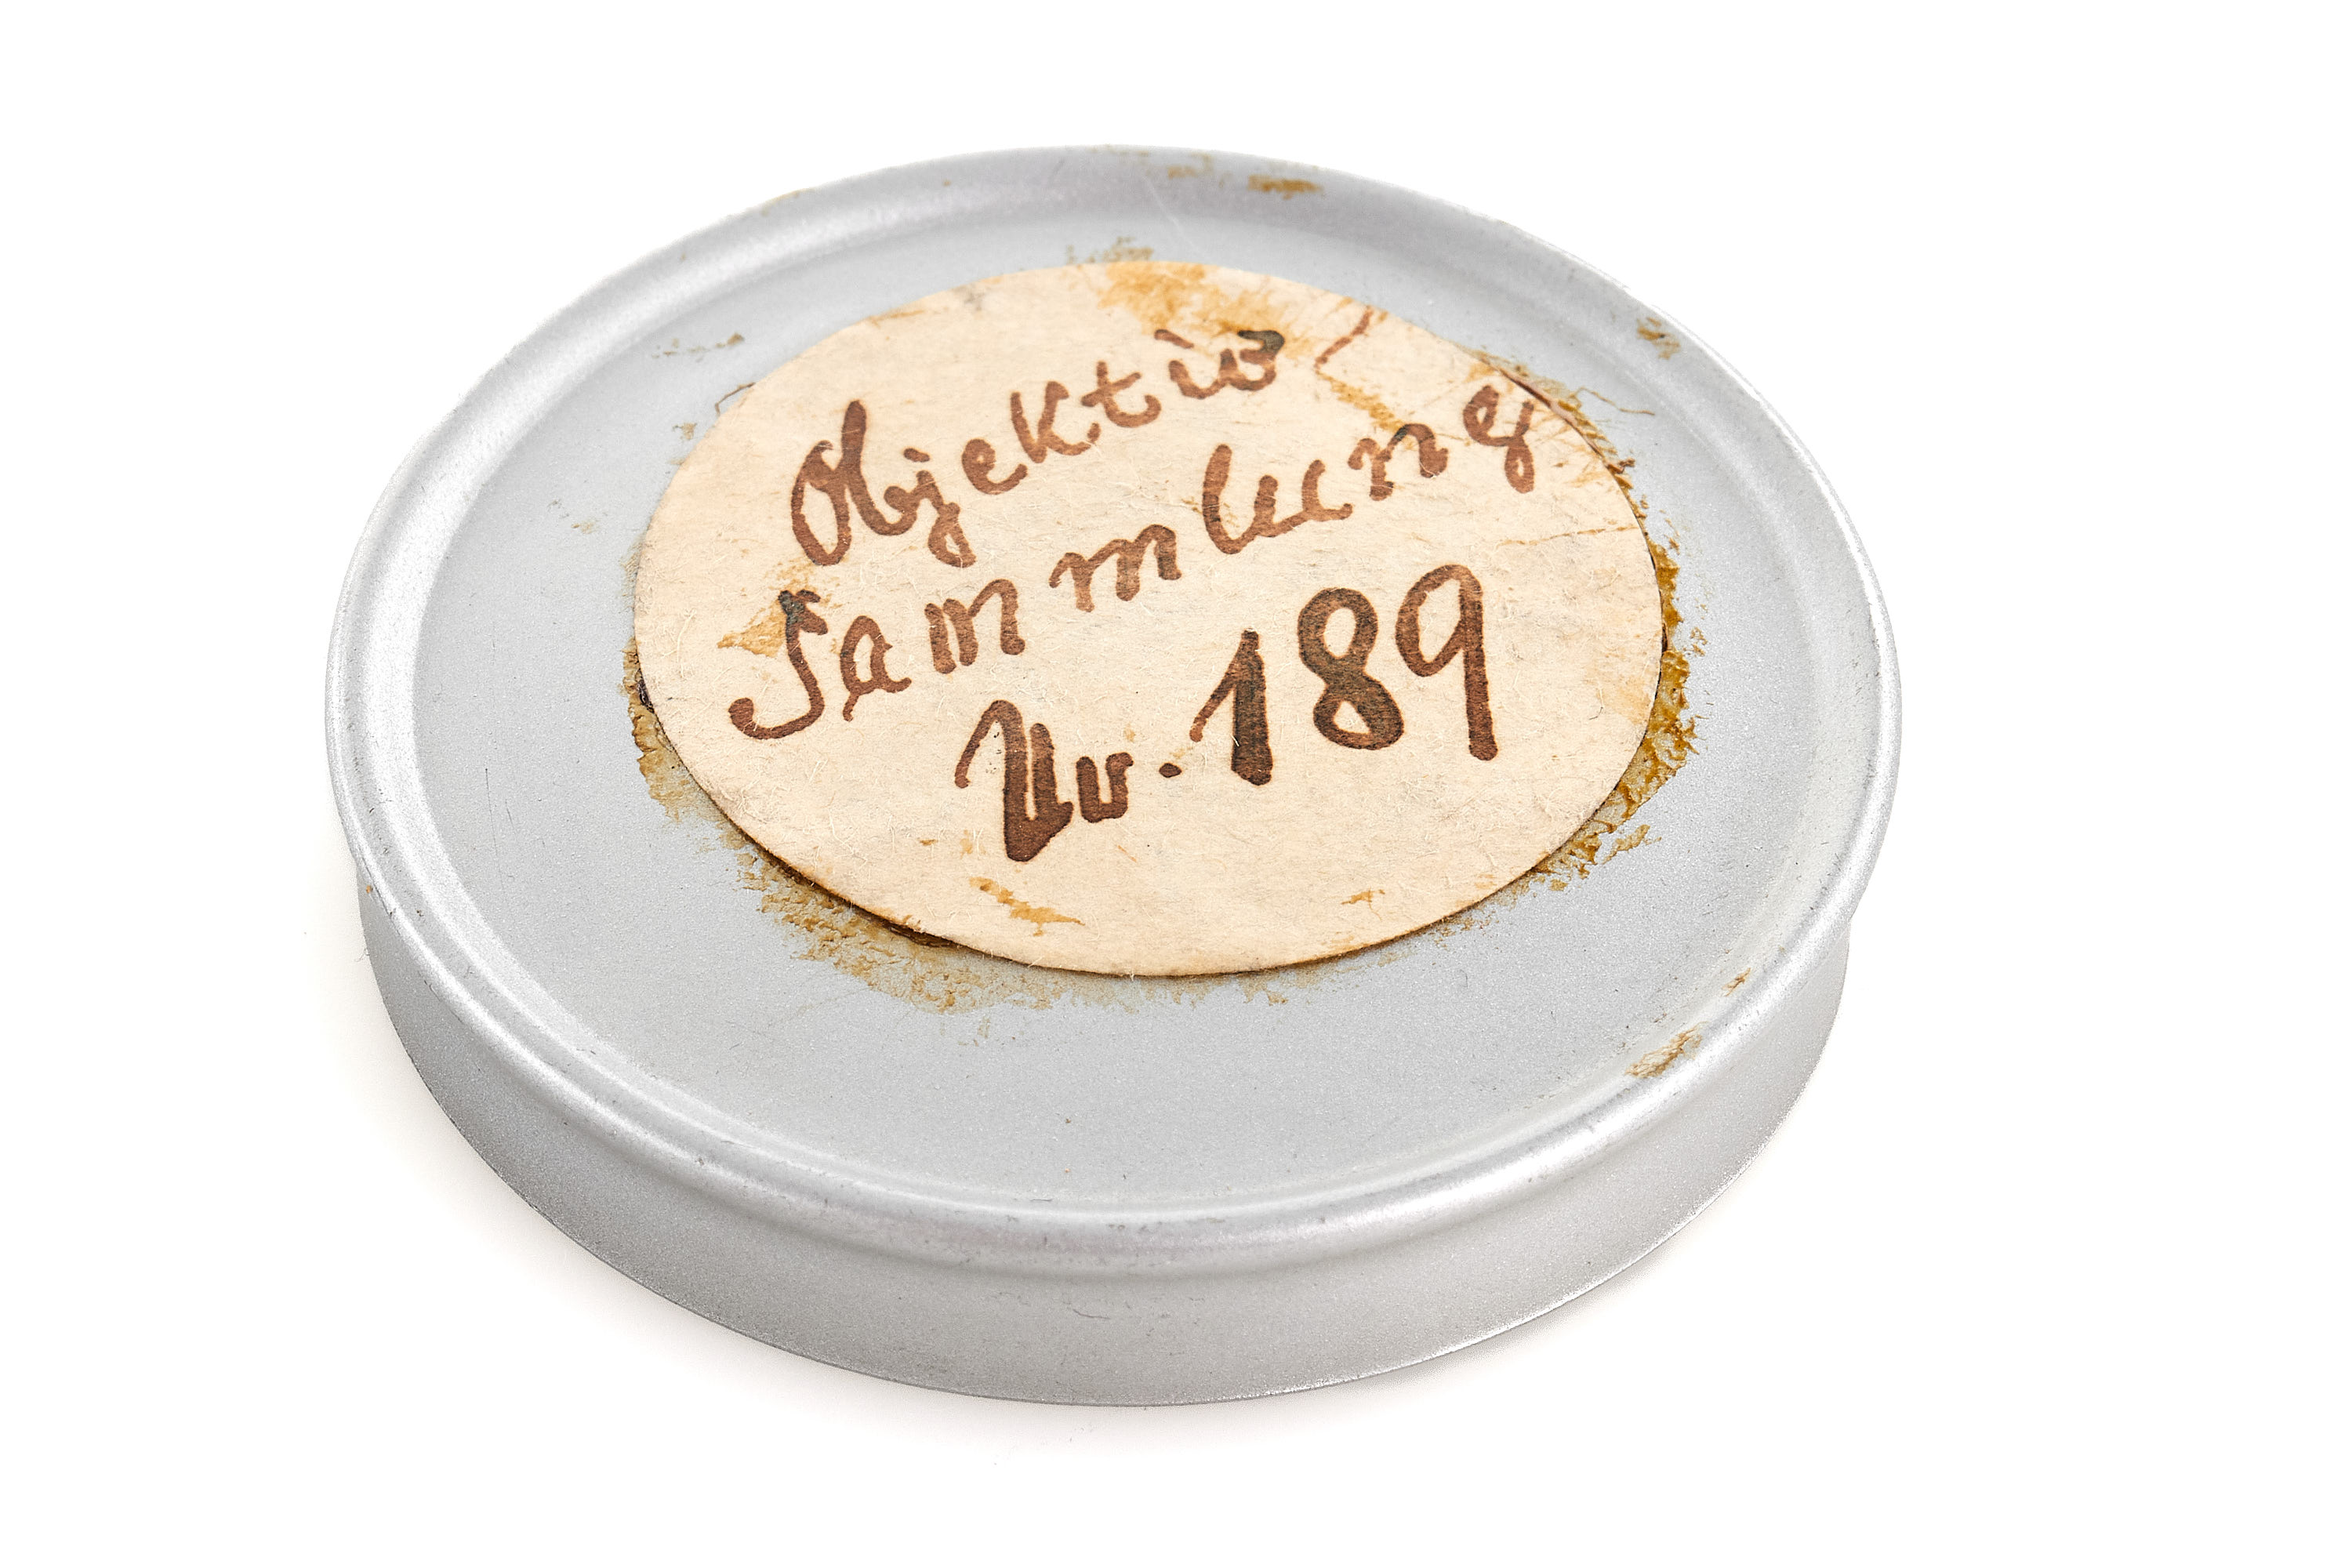 Objektiv
Sammlung
Nr. 189